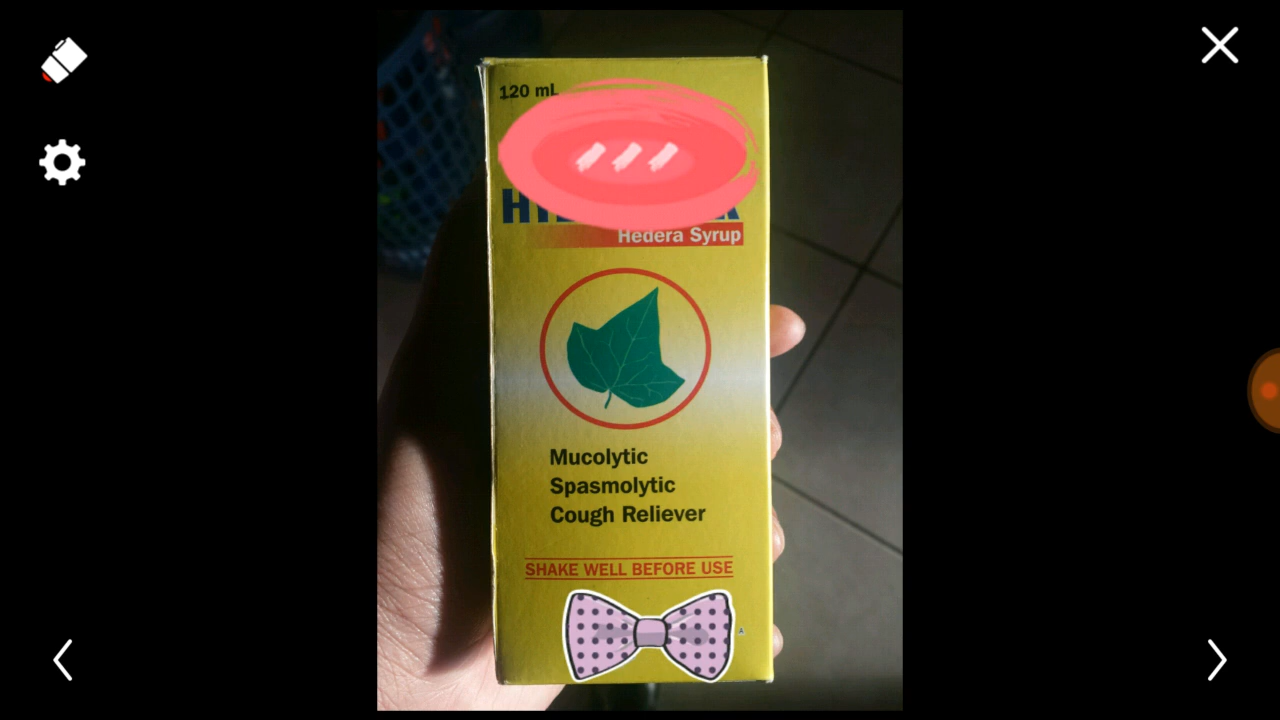 120 mL
Hedera Syrup
Mucolytic
Spasmolytic
Cough Reliever
SHAKE WELL BEFORE USE